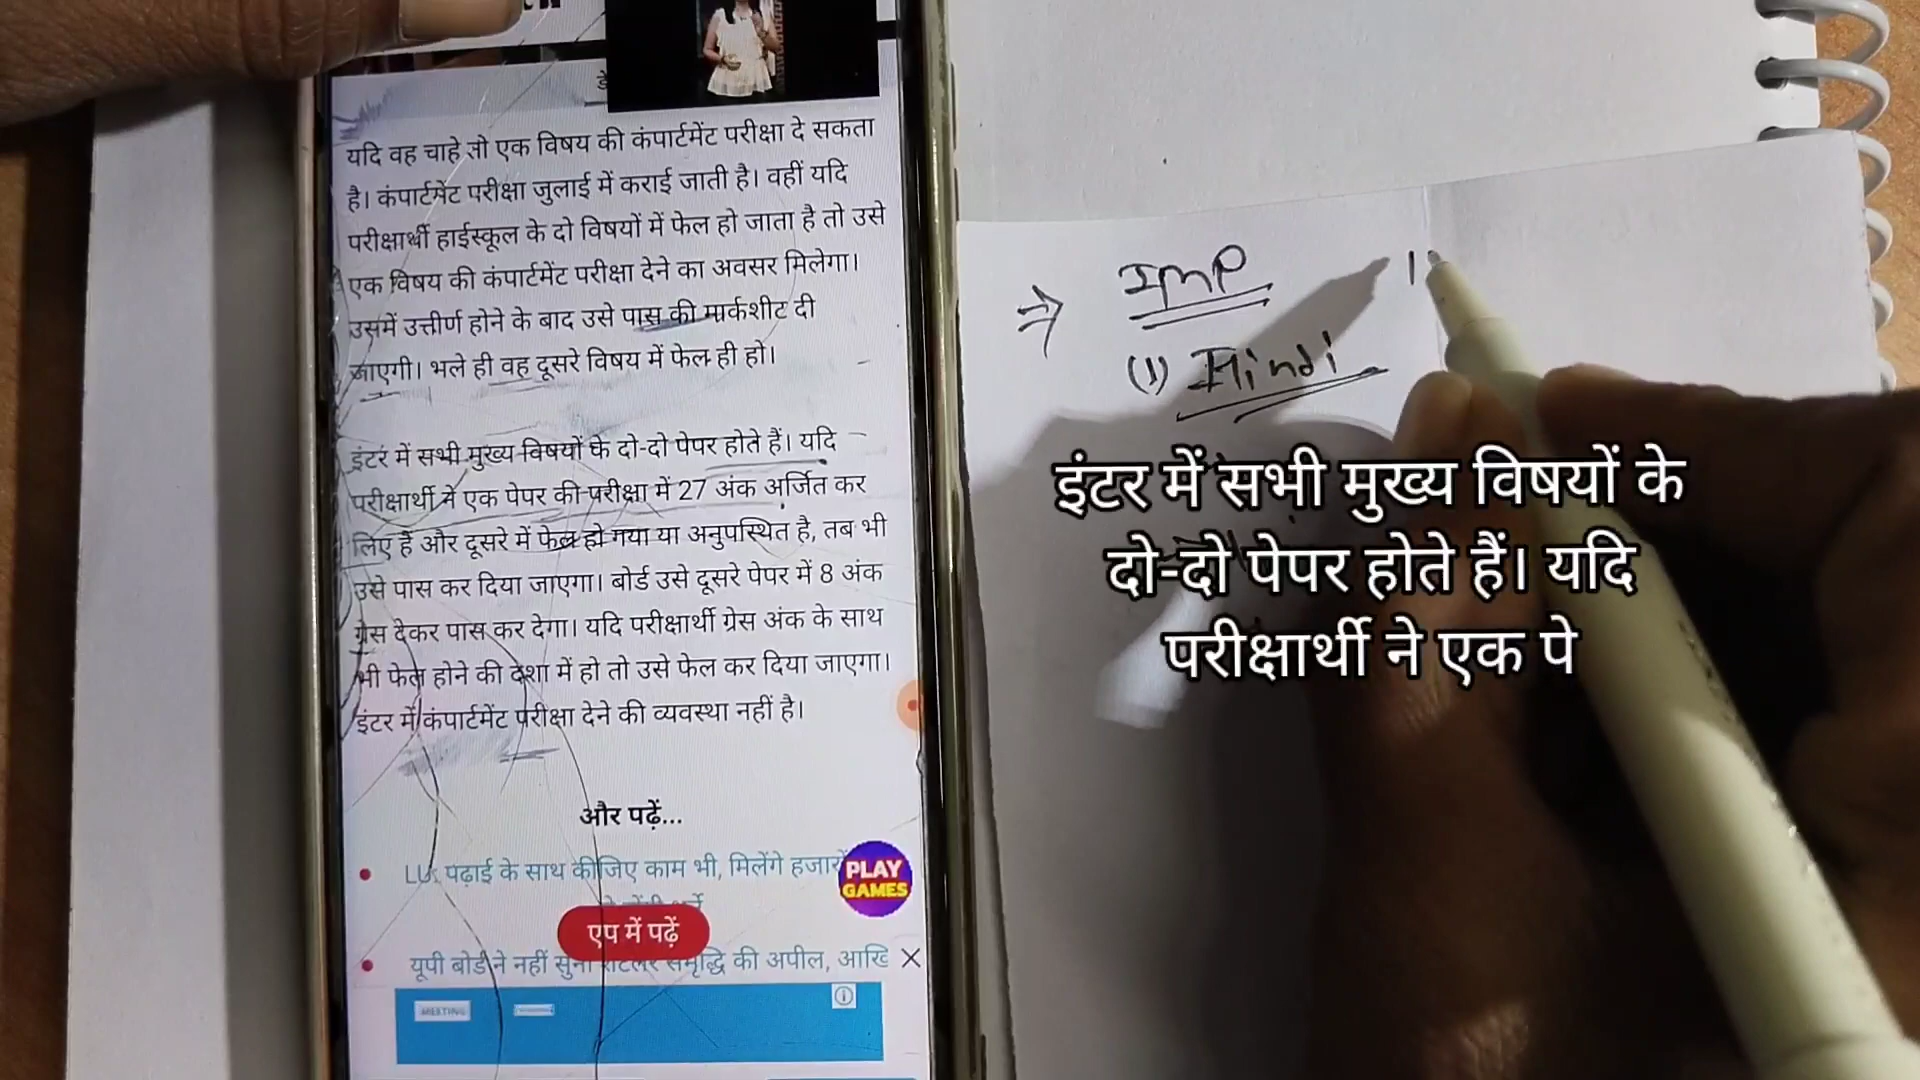 यदि वह चाहे तो एक विषय की कंपार्टमेंट परीक्षा दे सकता
है। कंपार्टमेंट परीक्षा जुलाई में कराई जाती है। वहीं यदि
परीक्षार्थी हाईस्कूल के दो विषयों में फेल हो जाता है तो उसे
एक विषय की कंपार्टमेंट परीक्षा देने का अवसर मिलेगा।
उसमें उत्तीर्ण होने के बाद उसे पास की मार्कशीट दी
जाएगी। भले ही वह दूसरे विषय में फेल ही हो।
इंटर में सभी मुख्य विषयों के दो-दो पेपर होते हैं। यदि
परीक्षार्थी ने एक पेपर की परीक्षा में 27 अंक अर्जित कर
लिए हैं और दूसरे में फेल हो गया या अनुपस्थित है, तब भी
उसे पास कर दिया जाएगा। बोर्ड उसे दूसरे पेपर में 8 अंक
ग्रेस देकर पास कर देगा। यदि परीक्षार्थी ग्रेस अंक के साथ
भी फेल होने की दशा में हो तो उसे फेल कर दिया जाएगा।
इंटर में कंपार्टमेंट परीक्षा देने की व्यवस्था नहीं है।
और पढ़ें...
LU: पढ़ाई के साथ कीजिए काम भी, मिलेंगे हजारों
PLAY
GAMES
एप में पढ़ें
यूपी बोर्ड ने नहीं सुनी समृद्धि की अपील, आखि
MEETING
⇒ Imp
(1) Hindi
इंटर में सभी मुख्य विषयों के
दो-दो पेपर होते हैं। यदि
परीक्षार्थी ने एक पे